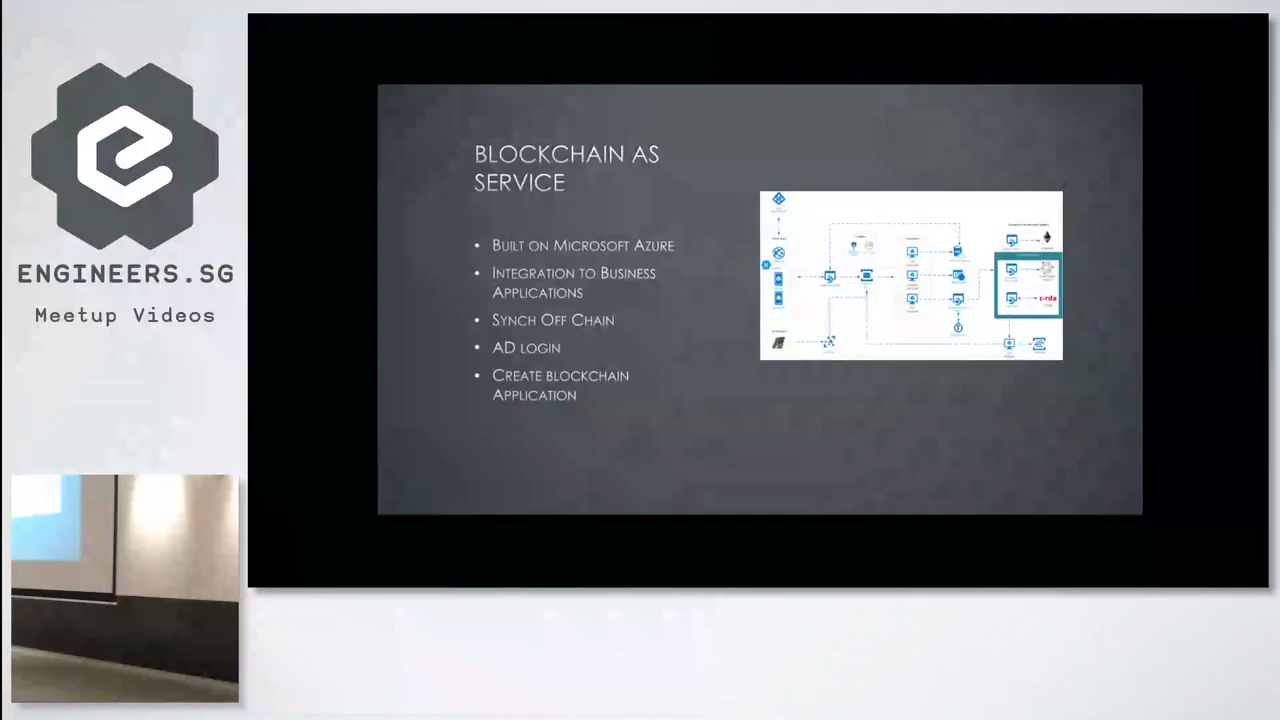 ENGINEERS.SG
Meetup Videos
BLOCKCHAIN AS
SERVICE
• BUILT ON MICROSOFT AZURE
• INTEGRATION TO BUSINESS
APPLICATIONS
• SYNCH OFF CHAIN
• AD LOGIN
• CREATE BLOCKCHAIN
APPLICATION
c·rda